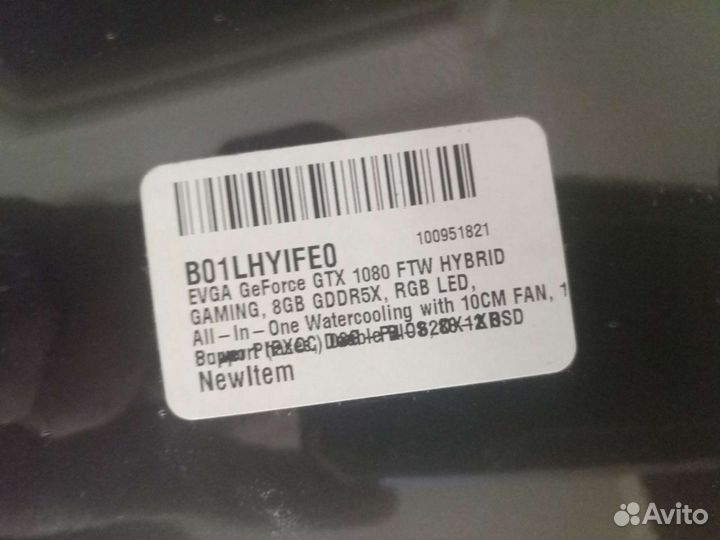 100951821
B01LHYIFE0
EVGA GeForce GTX 1080 FTW HYBRID
GAMING, 8GB GDDR5X, RGB LED,
All-In-One Watercooling with 10CM FAN, 1
NewItem
Avito